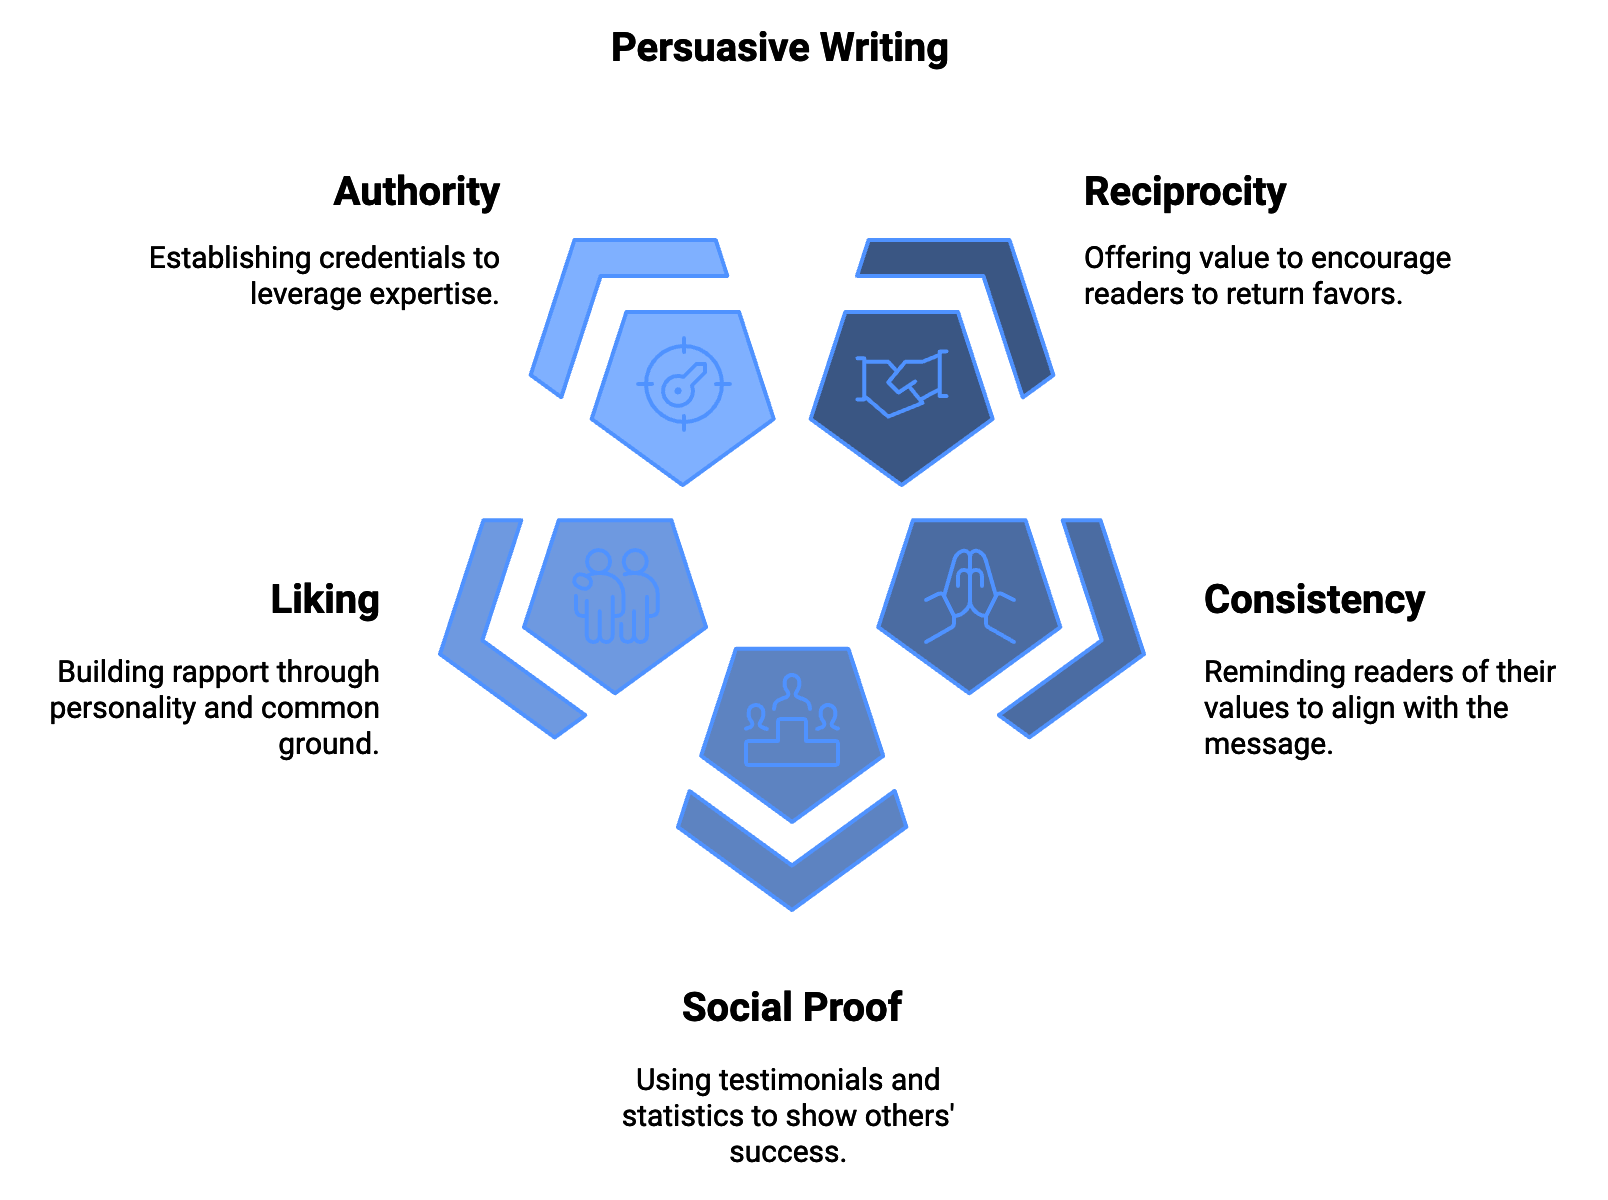 Persuasive Writing
Authority
Establishing credentials to
leverage expertise.
Reciprocity
Offering value to encourage
readers to return favors.
Liking
Building rapport through
personality and common
ground.
Consistency
Reminding readers of their
values to align with the
message.
Social Proof
Using testimonials and
statistics to show others'
success.